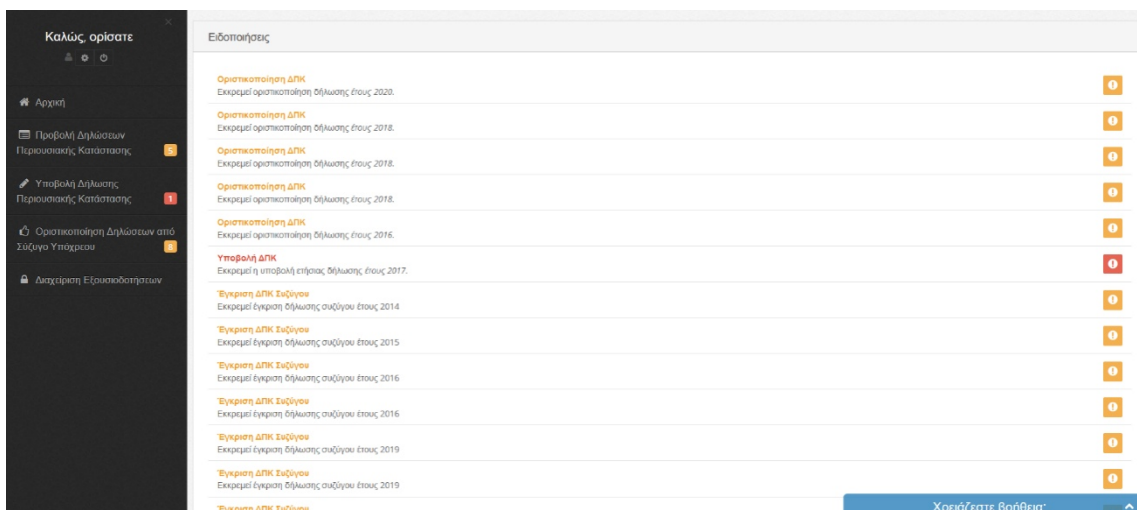 Καλώς, ορίσατε
Αρχική
Προβολή Δηλώσεων
Περιουσιακής Κατάστασης 5
Υποβολή Δήλωσης
Περιουσιακής Κατάστασης 1
Οριστικοποίηση Δηλώσεων από
Σύζυγο Υπόχρεου 8
Διαχείριση Εξουσιοδοτήσεων
Ειδοποιήσεις
Οριστικοποίηση ΔΠΚ
Εκκρεμεί οριστικοποίηση δήλωσης έτους 2020.
Οριστικοποίηση ΔΠΚ
Εκκρεμεί οριστικοποίηση δήλωσης έτους 2018.
Οριστικοποίηση ΔΠΚ
Εκκρεμεί οριστικοποίηση δήλωσης έτους 2018.
Οριστικοποίηση ΔΠΚ
Εκκρεμεί οριστικοποίηση δήλωσης έτους 2018.
Οριστικοποίηση ΔΠΚ
Εκκρεμεί οριστικοποίηση δήλωσης έτους 2016.
Υποβολή ΔΠΚ
Εκκρεμεί η υποβολή ετήσιας δήλωσης έτους 2017.
Έγκριση ΔΠΚ Συζύγου
Εκκρεμεί έγκριση δήλωσης συζύγου έτους 2014
Έγκριση ΔΠΚ Συζύγου
Εκκρεμεί έγκριση δήλωσης συζύγου έτους 2015
Έγκριση ΔΠΚ Συζύγου
Εκκρεμεί έγκριση δήλωσης συζύγου έτους 2016
Έγκριση ΔΠΚ Συζύγου
Εκκρεμεί έγκριση δήλωσης συζύγου έτους 2016
Έγκριση ΔΠΚ Συζύγου
Εκκρεμεί έγκριση δήλωσης συζύγου έτους 2019
Έγκριση ΔΠΚ Συζύγου
Εκκρεμεί έγκριση δήλωσης συζύγου έτους 2019
Έγκριση ΔΠΚ Συζύγου
Χρειάζεστε βοήθεια;